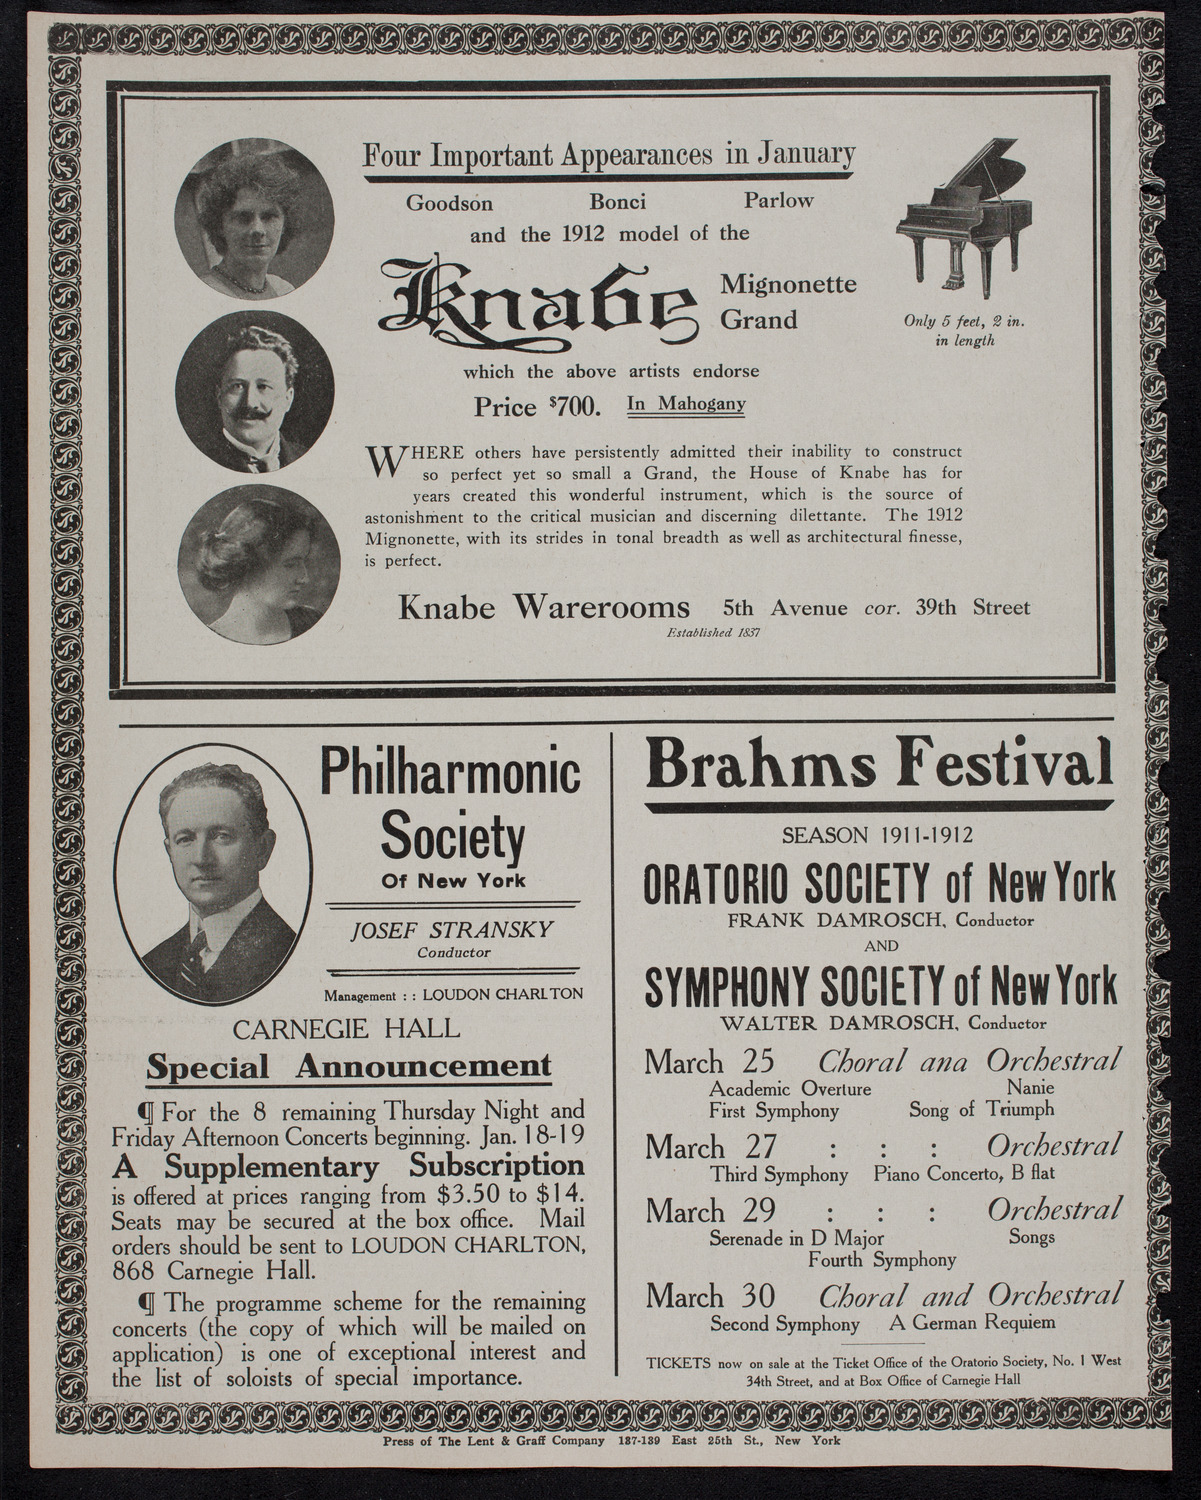 Four Important Appearances in January
Goodson Bonci Parlow
and the 1912 model of the
Knabe Mignonette
Grand
Only 5 feet, 2 in.
in length
which the above artists endorse
Price $700. In Mahogany
WHERE others have persistently admitted their inability to construct
so perfect yet so small a Grand, the House of Knabe has for
years created this wonderful instrument, which is the source of
astonishment to the critical musician and discerning dilettante. The 1912
Mignonette, with its strides in tonal breadth as well as architectural finesse,
is perfect.
Knabe Warerooms 5th Avenue cor. 39th Street
Established 1837
Philharmonic
Society
Of New York
JOSEF STRANSKY
Conductor
Management : : LOUDON CHARLTON
CARNEGIE HALL
Special Announcement
¶ For the 8 remaining Thursday Night and
Friday Afternoon Concerts beginning. Jan. 18-19
A Supplementary Subscription
is offered at prices ranging from $3.50 to $14.
Seats may be secured at the box office. Mail
orders should be sent to LOUDON CHARLTON,
868 Carnegie Hall.
¶ The programme scheme for the remaining
concerts (the copy of which will be mailed on
application) is one of exceptional interest and
the list of soloists of special importance.
Brahms Festival
SEASON 1911-1912
ORATORIO SOCIETY of New York
FRANK DAMROSCH, Conductor
AND
SYMPHONY SOCIETY of New York
WALTER DAMROSCH, Conductor
March 25 Choral ana Orchestral
Academic Overture Nanie
First Symphony Song of Triumph
March 27 : : : Orchestral
Third Symphony Piano Concerto, B flat
March 29 : : : Orchestral
Serenade in D Major Songs
Fourth Symphony
March 30 Choral and Orchestral
Second Symphony A German Requiem
TICKETS now on sale at the Ticket Office of the Oratorio Society, No. 1 West
34th Street, and at Box Office of Carnegie Hall
Press of The Lent & Graff Company 137-139 East 25th St., New York